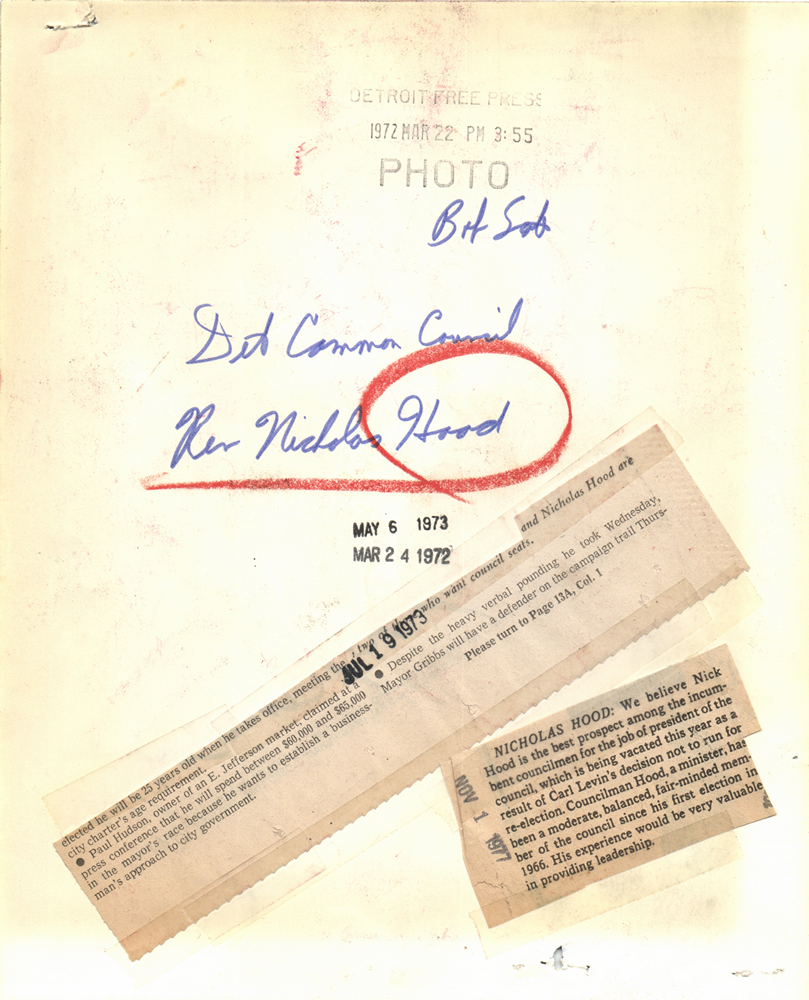 DETROIT FREE PRESS
1972 MAR 22 PM 3:55
PHOTO
Det Common Council
Rev Nicholas Hood
MAY 6 1973
MAR 24 1972
JUL 19 1973
elected he will be 25 years old when he takes office, meeting the
city charter's age requirement.
● Paul Hudson, owner of an E. Jefferson market, claimed at a
press conference that he will spend between $60,000 and $65,000
in the mayor's race because he wants to establish a business-
man's approach to city government.
and Nicholas Hood are
who want council seats.
● Despite the heavy verbal pounding he took Wednesday,
Mayor Gribbs will have a defender on the campaign trail Thurs-
Please turn to Page 13A, Col. 1
NOV 1 1977
NICHOLAS HOOD: We believe Nick
Hood is the best prospect among the incum-
bent councilmen for the job of president of the
council, which is being vacated this year as a
result of Carl Levin's decision not to run for
re-election. Councilman Hood, a minister, has
been a moderate, balanced, fair-minded mem-
ber of the council since his first election in
1966. His experience would be very valuable
in providing leadership.